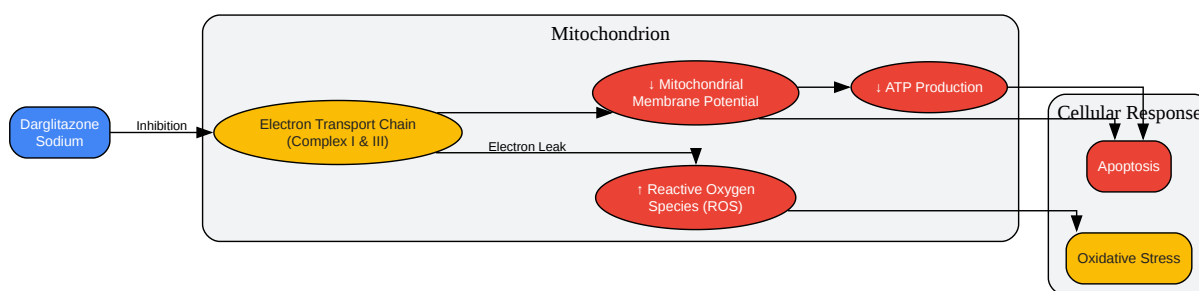 Mitochondrion
Darglitazone
Sodium
Inhibition
Electron Transport Chain
(Complex I & III)
↓ Mitochondrial
Membrane Potential
↓ ATP Production
Electron Leak
↑ Reactive Oxygen
Species (ROS)
Cellular Response
Apoptosis
Oxidative Stress